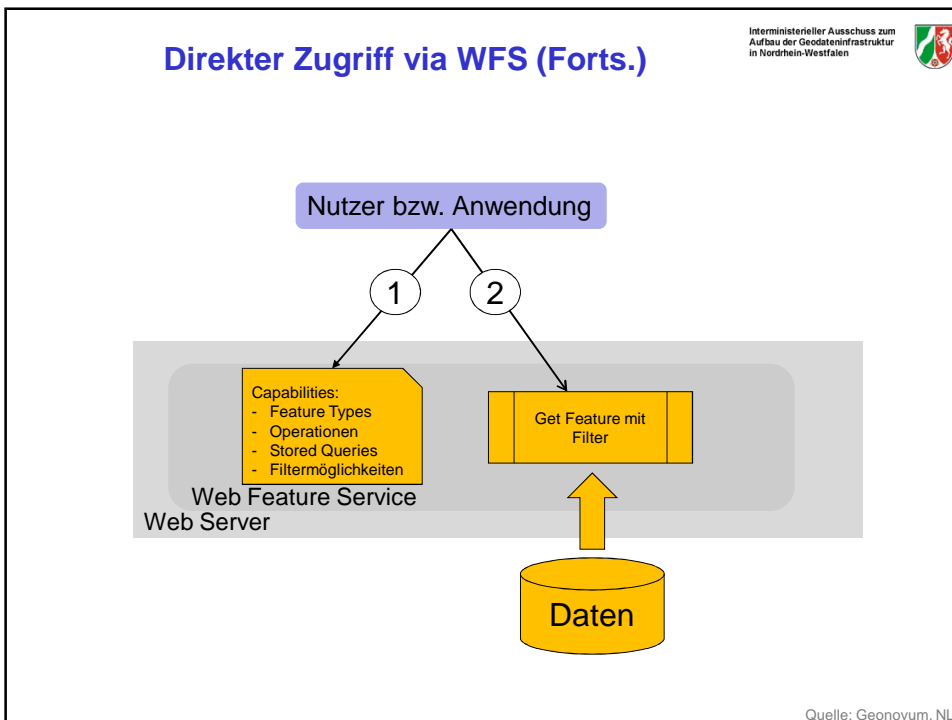 Direkter Zugriff via WFS (Forts.)
Interministerieller Ausschuss zum
Aufbau der Geodateninfrastruktur
in Nordrhein-Westfalen
Nutzer bzw. Anwendung
1
2
Capabilities:
- Feature Types
- Operationen
- Stored Queries
- Filtermöglichkeiten
Get Feature mit
Filter
Web Feature Service
Web Server
Daten
Quelle: Geonovum, NL